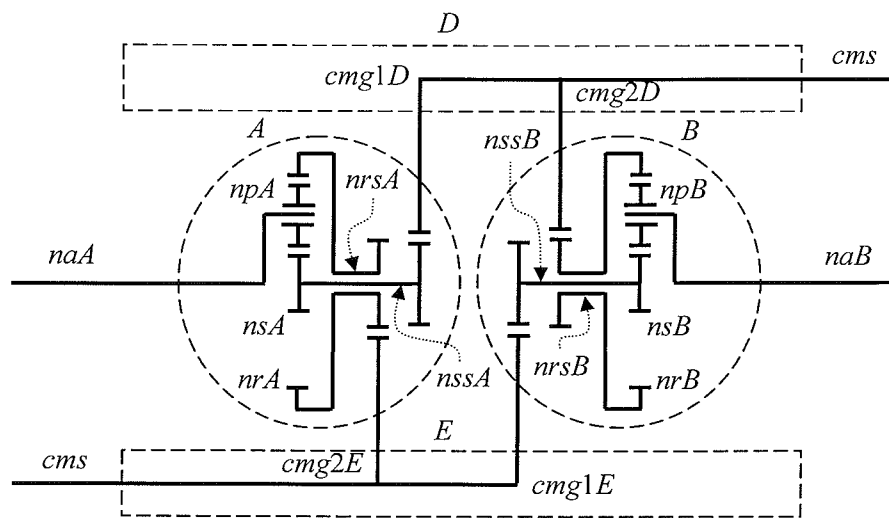 D
cmg1D
cms
cmg2D
A
B
nssB
npA
nrsA
npB
naA
naB
nsA
nsB
nrA
nssA
nrsB
nrB
E
cms
cmg2E
cmg1E